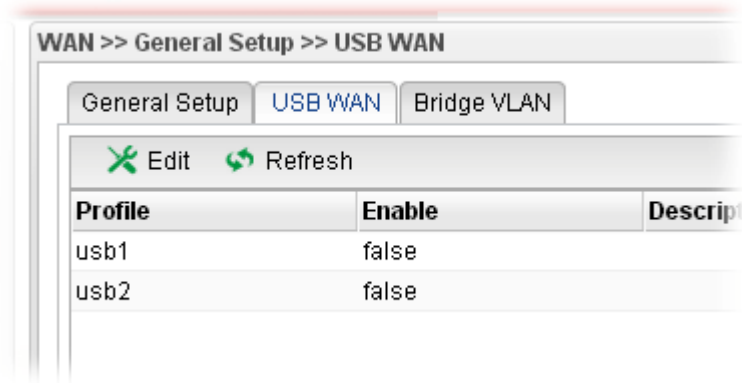 WAN >> General Setup >> USB WAN
General Setup USB WAN Bridge VLAN
Edit Refresh
Profile Enable Descript
usb1 false
usb2 false